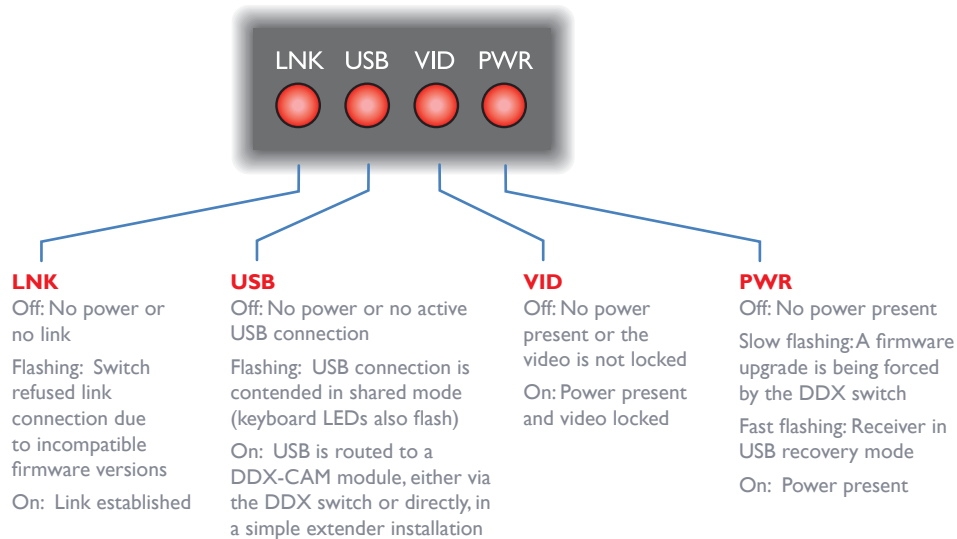 LNK USB VID PWR
LNK
Off: No power or
no link
Flashing: Switch
refused link
connection due
to incompatible
firmware versions
On: Link established
USB
Off: No power or no active
USB connection
Flashing: USB connection is
contended in shared mode
(keyboard LEDs also flash)
On: USB is routed to a
DDX-CAM module, either via
the DDX switch or directly, in
a simple extender installation
VID
Off: No power
present or the
video is not locked
On: Power present
and video locked
PWR
Off: No power present
Slow flashing: A firmware
upgrade is being forced
by the DDX switch
Fast flashing: Receiver in
USB recovery mode
On: Power present